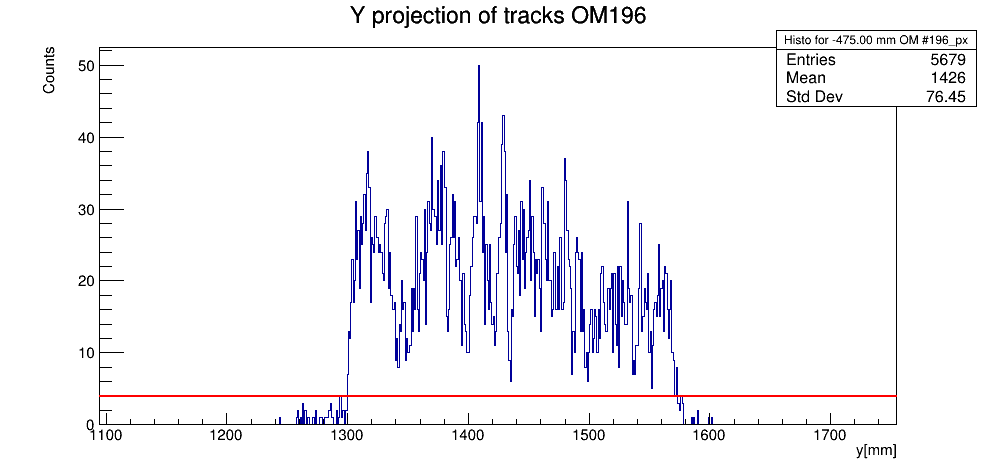 Y projection of tracks OM196
Histo for -475.00 mm OM #196_px
Entries 5679
Mean 1426
Std Dev 76.45
Counts
50
40
30
20
10
0
1100 1200 1300 1400 1500 1600 1700
y[mm]